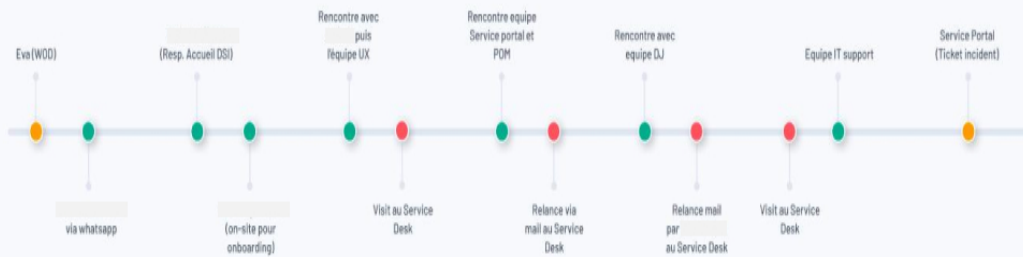 Eva (WOD)
(Resp. Accueil DSI)
Rencontre avec
puis
l'équipe UX
Rencontre equipe
Service portal et
POM
Rencontre avec
equipe DJ
Equipe IT support
Service Portal
(Ticket incident)
via whatsapp
(on-site pour
onboarding)
Visit au Service
Desk
Relance via
mail au Service
Desk
Relance mail
par
au Service Desk
Visit au Service
Desk